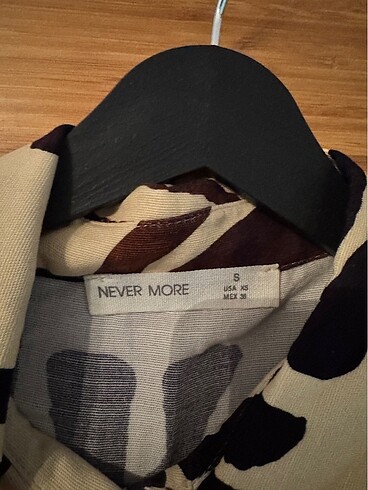 NEVER MORE
S
USA XS
MEX 36